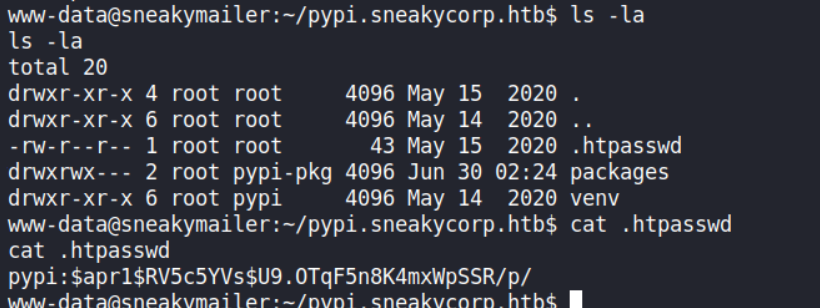 www-data@sneakymailer:~/pypi.sneakycorp.htb$ ls -la
ls -la
total 20
drwxr-xr-x 4 root root     4096 May 15  2020 .
drwxr-xr-x 6 root root     4096 May 14  2020 ..
-rw-r--r-- 1 root root       43 May 15  2020 .htpasswd
drwxrwx--- 2 root pypi-pkg 4096 Jun 30 02:24 packages
drwxr-xr-x 6 root pypi     4096 May 14  2020 venv
www-data@sneakymailer:~/pypi.sneakycorp.htb$ cat .htpasswd
cat .htpasswd
pypi:$apr1$RV5c5YVs$U9.OTqF5n8K4mxWpSSR/p/
www-data@sneakymailer:~/pypi.sneakycorp.htb$